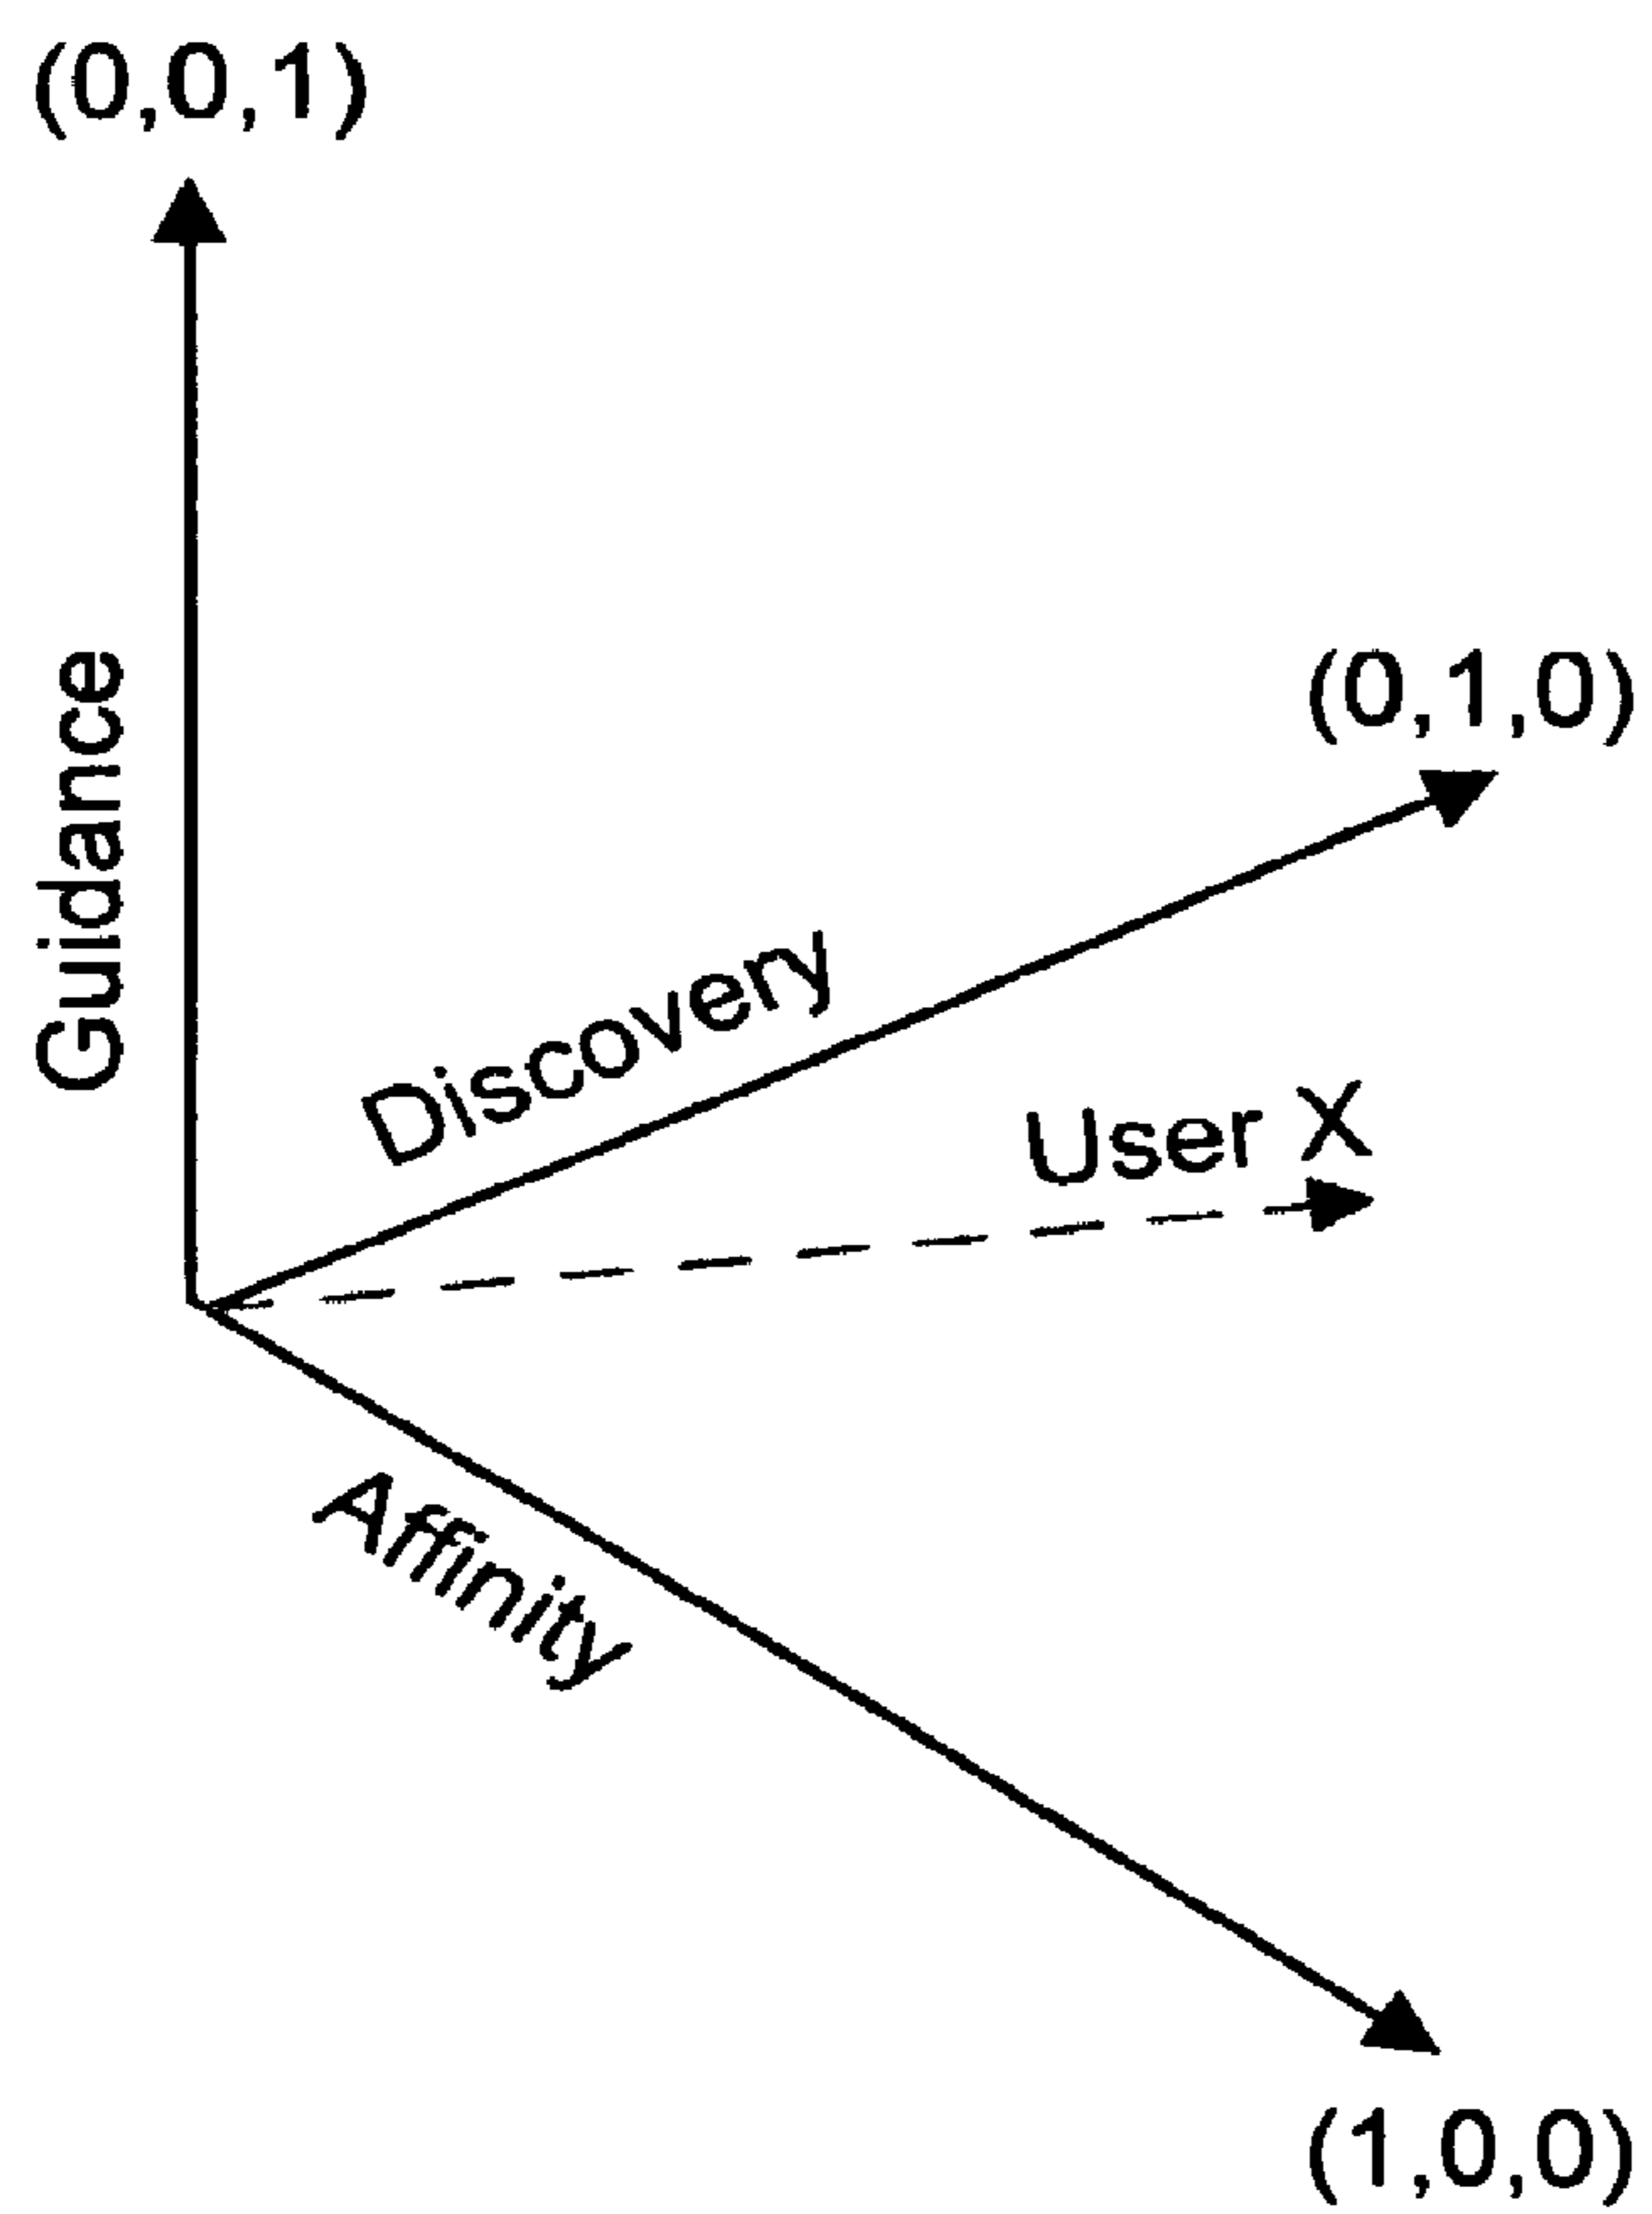 (0,0,1)
Guidance
(0,1,0)
Discovery
User X
Affinity
(1,0,0)